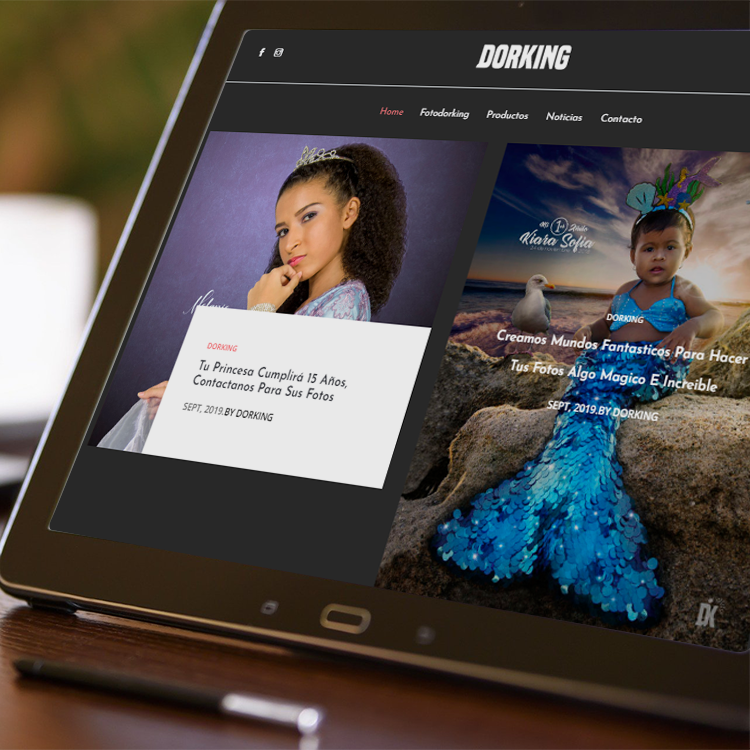 DORKING
Home Fotodorking Productos Noticias Contacto
DORKING
Tu Princesa Cumplirá 15 Años,
Contactanos Para Sus Fotos
SEPT, 2019.BY DORKING
Mi 1er Añito
Kiara Sofia
DORKING
Creamos Mundos Fantasticos Para Hacer
Tus Fotos Algo Magico E Increible
SEPT, 2019.BY DORKING
DK